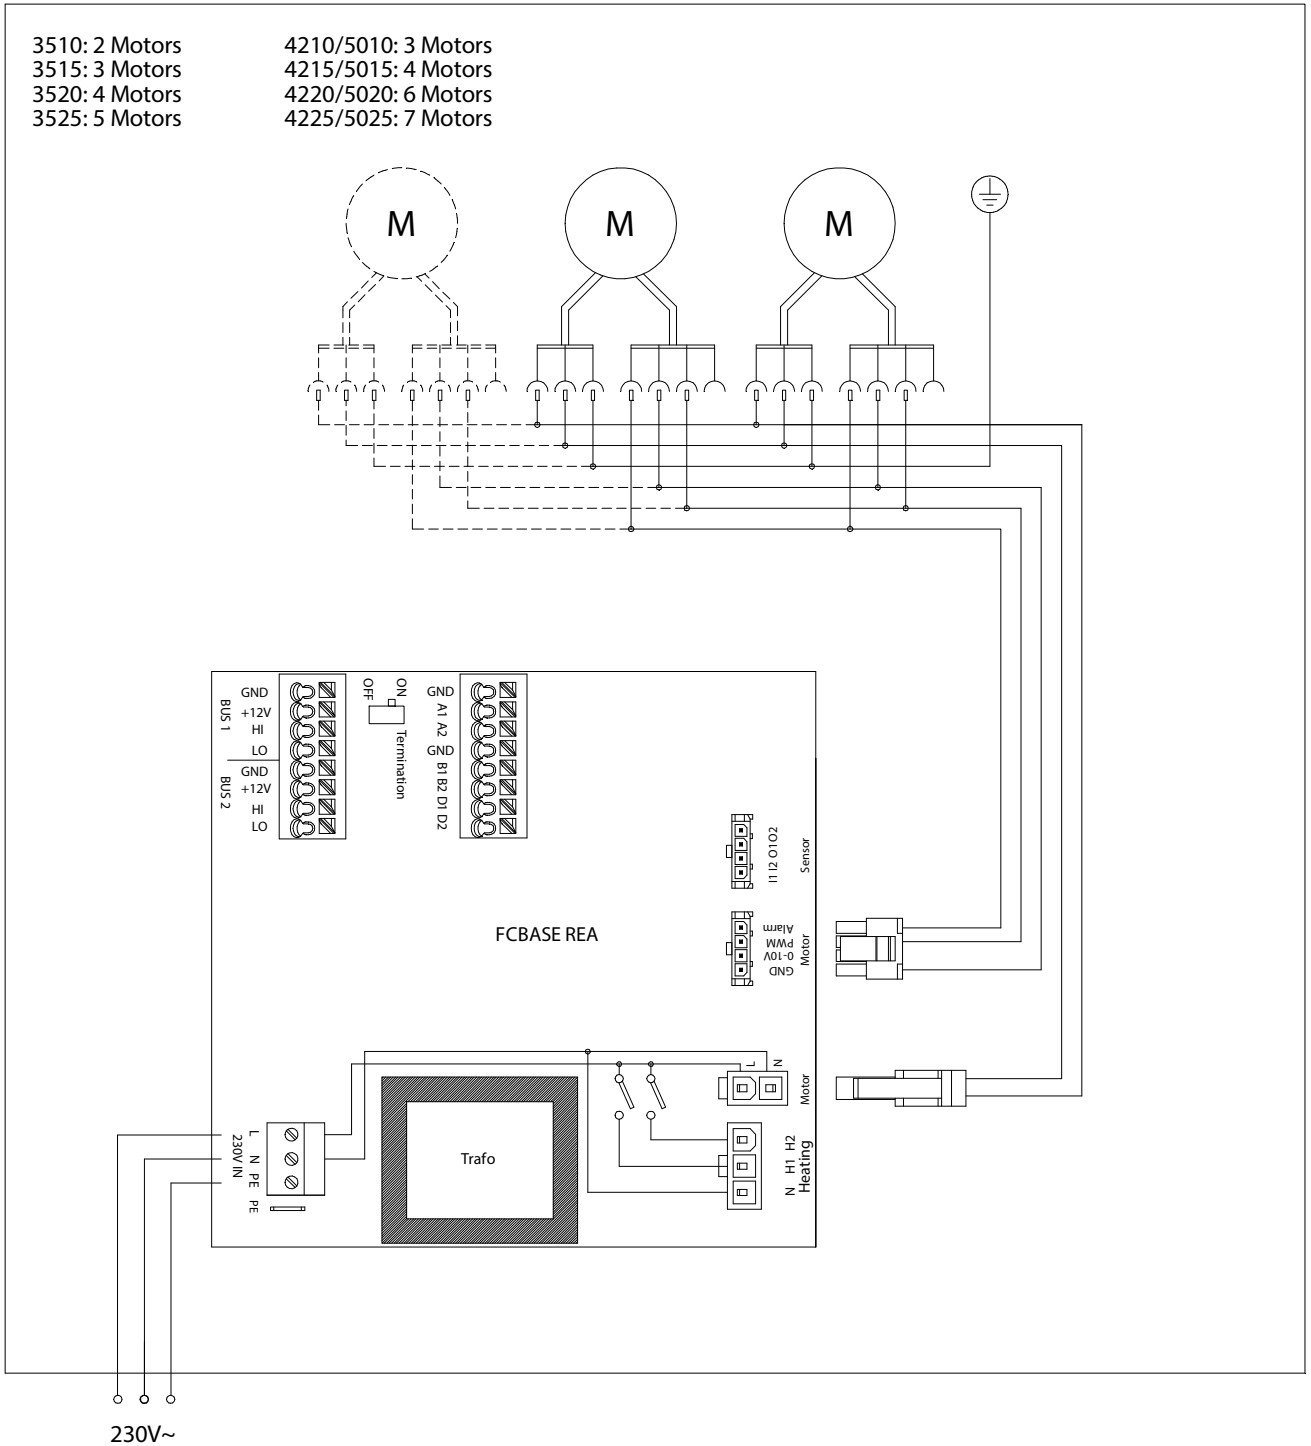 3510: 2 Motors
3515: 3 Motors
3520: 4 Motors
3525: 5 Motors
4210/5010: 3 Motors
4215/5015: 4 Motors
4220/5020: 6 Motors
4225/5025: 7 Motors
M
M
M
BUS 1
GND
+12V
HI
LO
BUS 2
GND
+12V
HI
LO
OFF ON
Termination
GND
A1 A2
GND
B1 B2 D1 D2
I1 I2 O1 O2
Sensor
FCBASE REA
Alarm
PWM
0-10V
GND
Motor
L N
Motor
L N PE
230V IN
PE
Trafo
N H1 H2
Heating
230V~